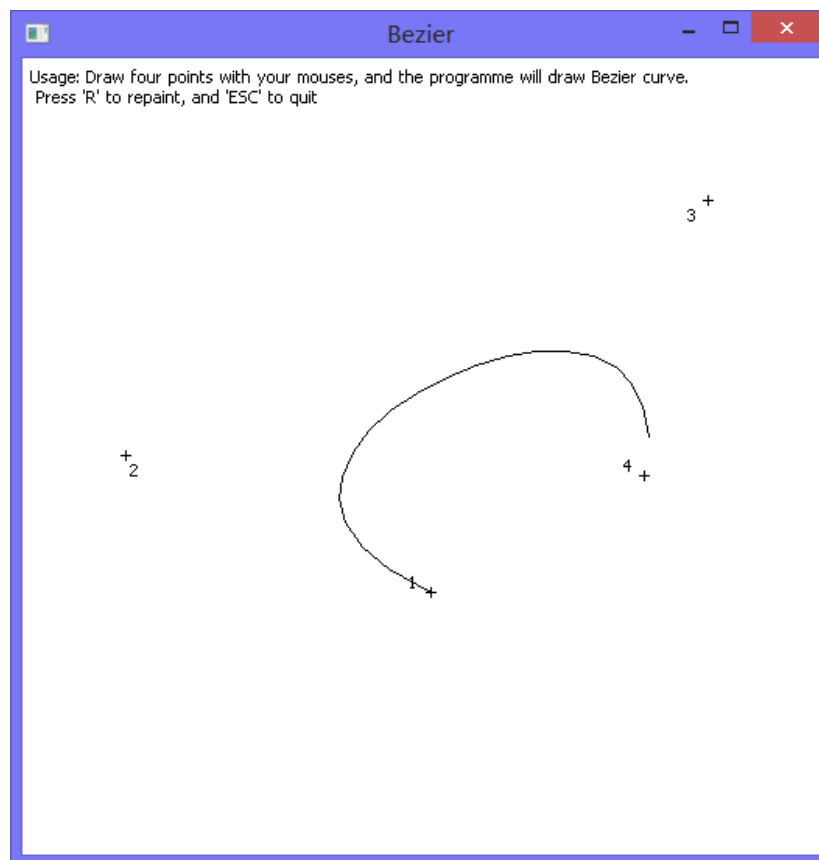 Bezier
Usage: Draw four points with your mouses, and the programme will draw Bezier curve.
Press 'R' to repaint, and 'ESC' to quit
3
2
4
1